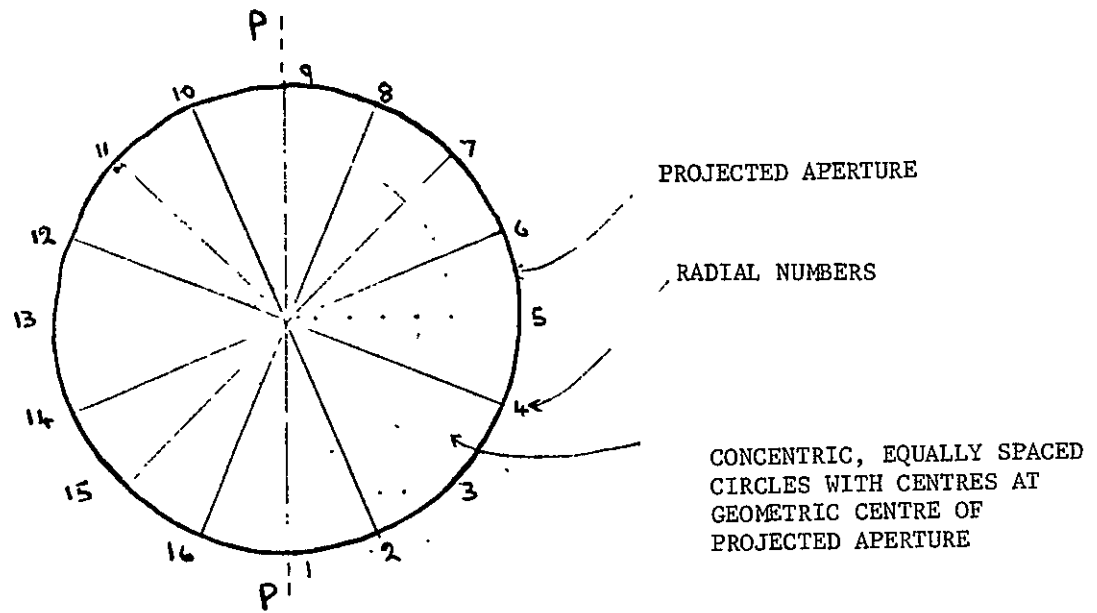 P
9
10
8
11
7
PROJECTED APERTURE
12
6
RADIAL NUMBERS
13
5
14
4
CONCENTRIC, EQUALLY SPACED
CIRCLES WITH CENTRES AT
GEOMETRIC CENTRE OF
PROJECTED APERTURE
15
3
16
2
1
P